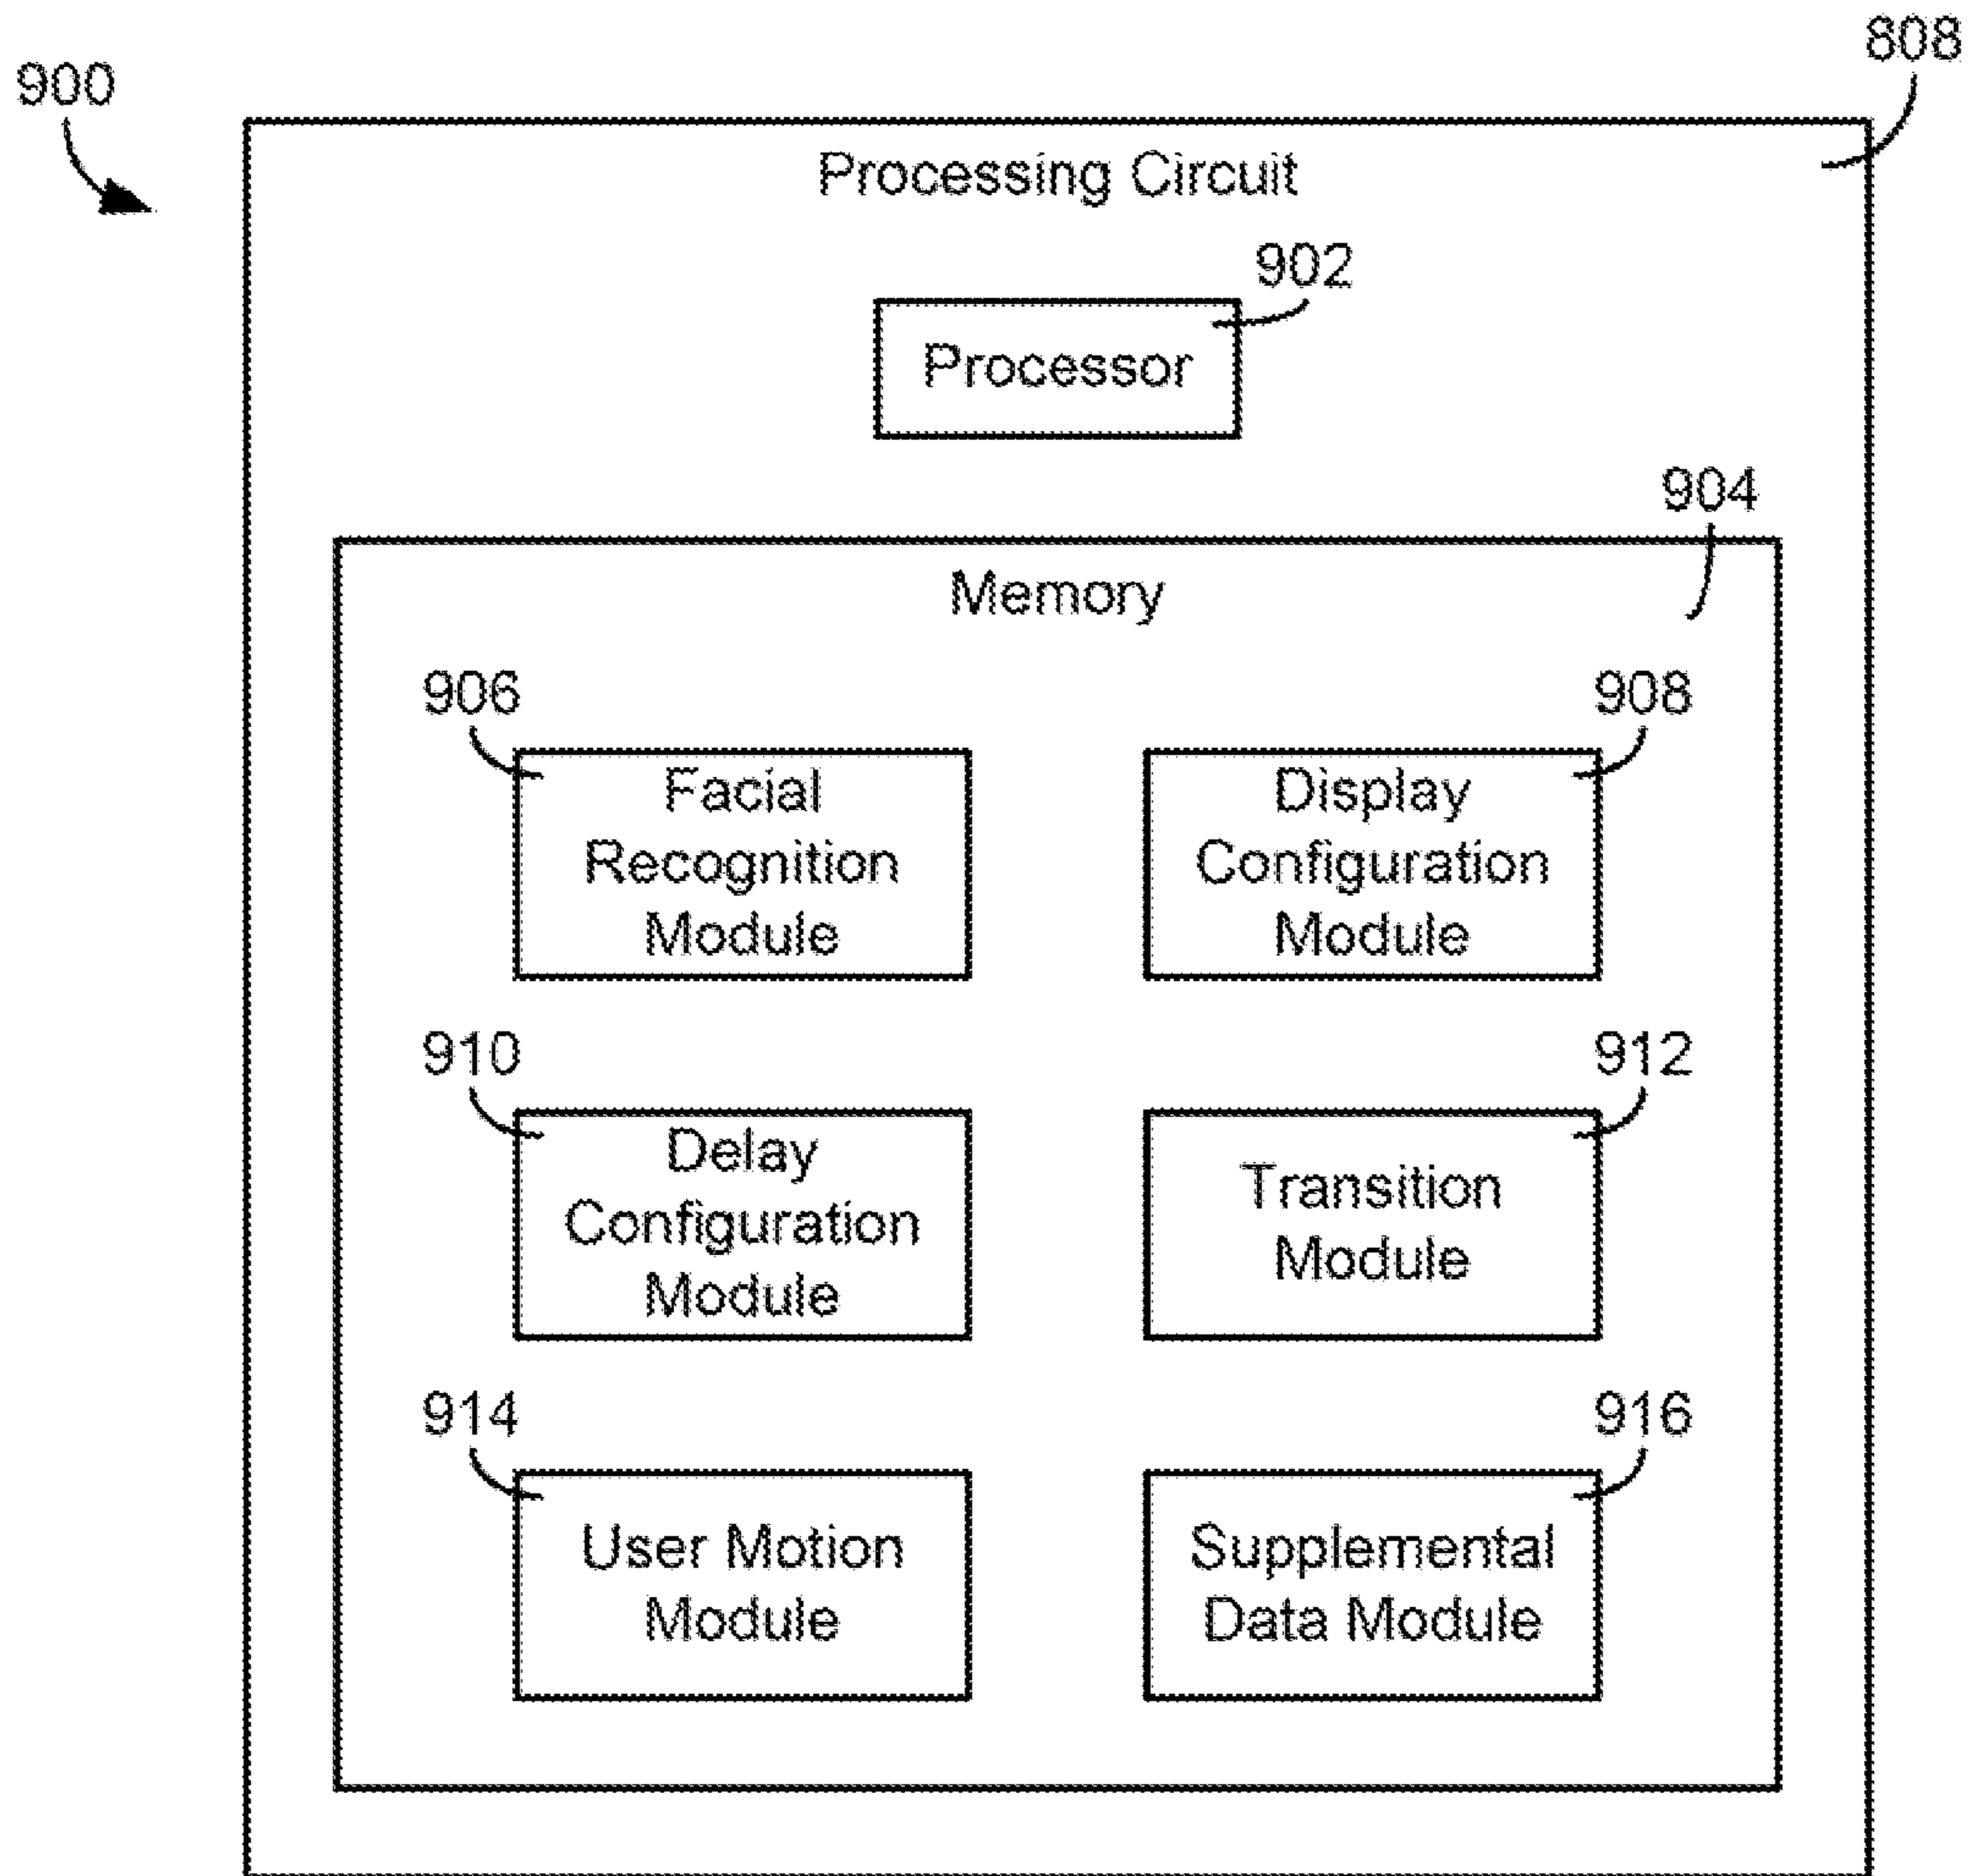 808
900
Processing Circuit
902
Processor
904
Memory
906
908
Facial
Recognition
Module
Display
Configuration
Module
910
912
Delay
Configuration
Module
Transition
Module
914
916
User Motion
Module
Supplemental
Data Module